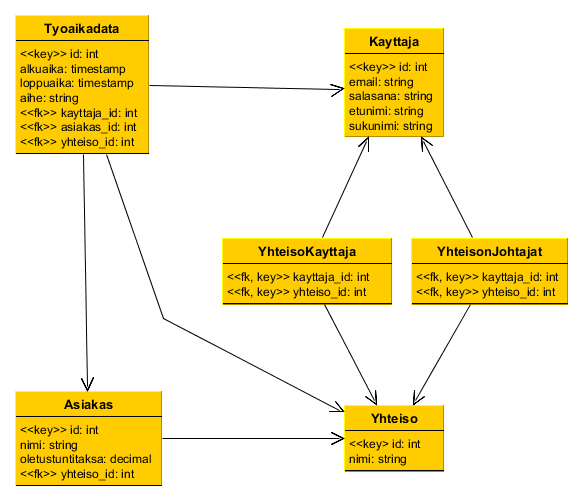 Tyoaikadata
<<key>> id: int
alkuaika: timestamp
loppuaika: timestamp
aihe: string
<<fk>> kayttaja_id: int
<<fk>> asiakas_id: int
<<fk>> yhteiso_id: int
Kayttaja
<<key>> id: int
email: string
salasana: string
etunimi: string
sukunimi: string
YhteisoKayttaja
<<fk, key>> kayttaja_id: int
<<fk, key>> yhteiso_id: int
YhteisonJohtajat
<<fk, key>> kayttaja_id: int
<<fk, key>> yhteiso_id: int
Asiakas
<<key>> id: int
nimi: string
oletustuntitaksa: decimal
<<fk>> yhteiso_id: int
Yhteiso
<<key> id: int
nimi: string